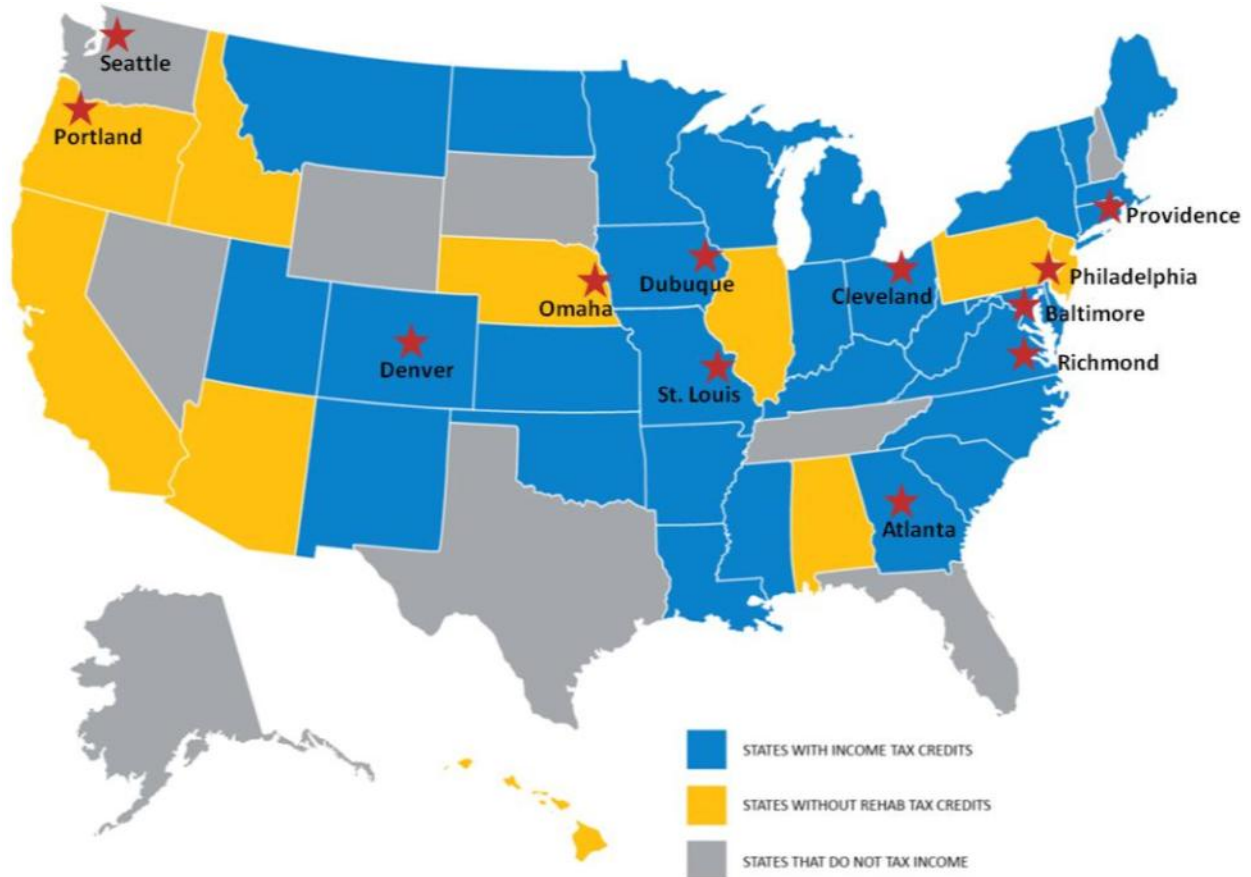 Seattle
Portland
Providence
Dubuque
Cleveland
Philadelphia
Omaha
Baltimore
Denver
Richmond
St. Louis
Atlanta
STATES WITH INCOME TAX CREDITS
STATES WITHOUT REHAB TAX CREDITS
STATES THAT DO NOT TAX INCOME